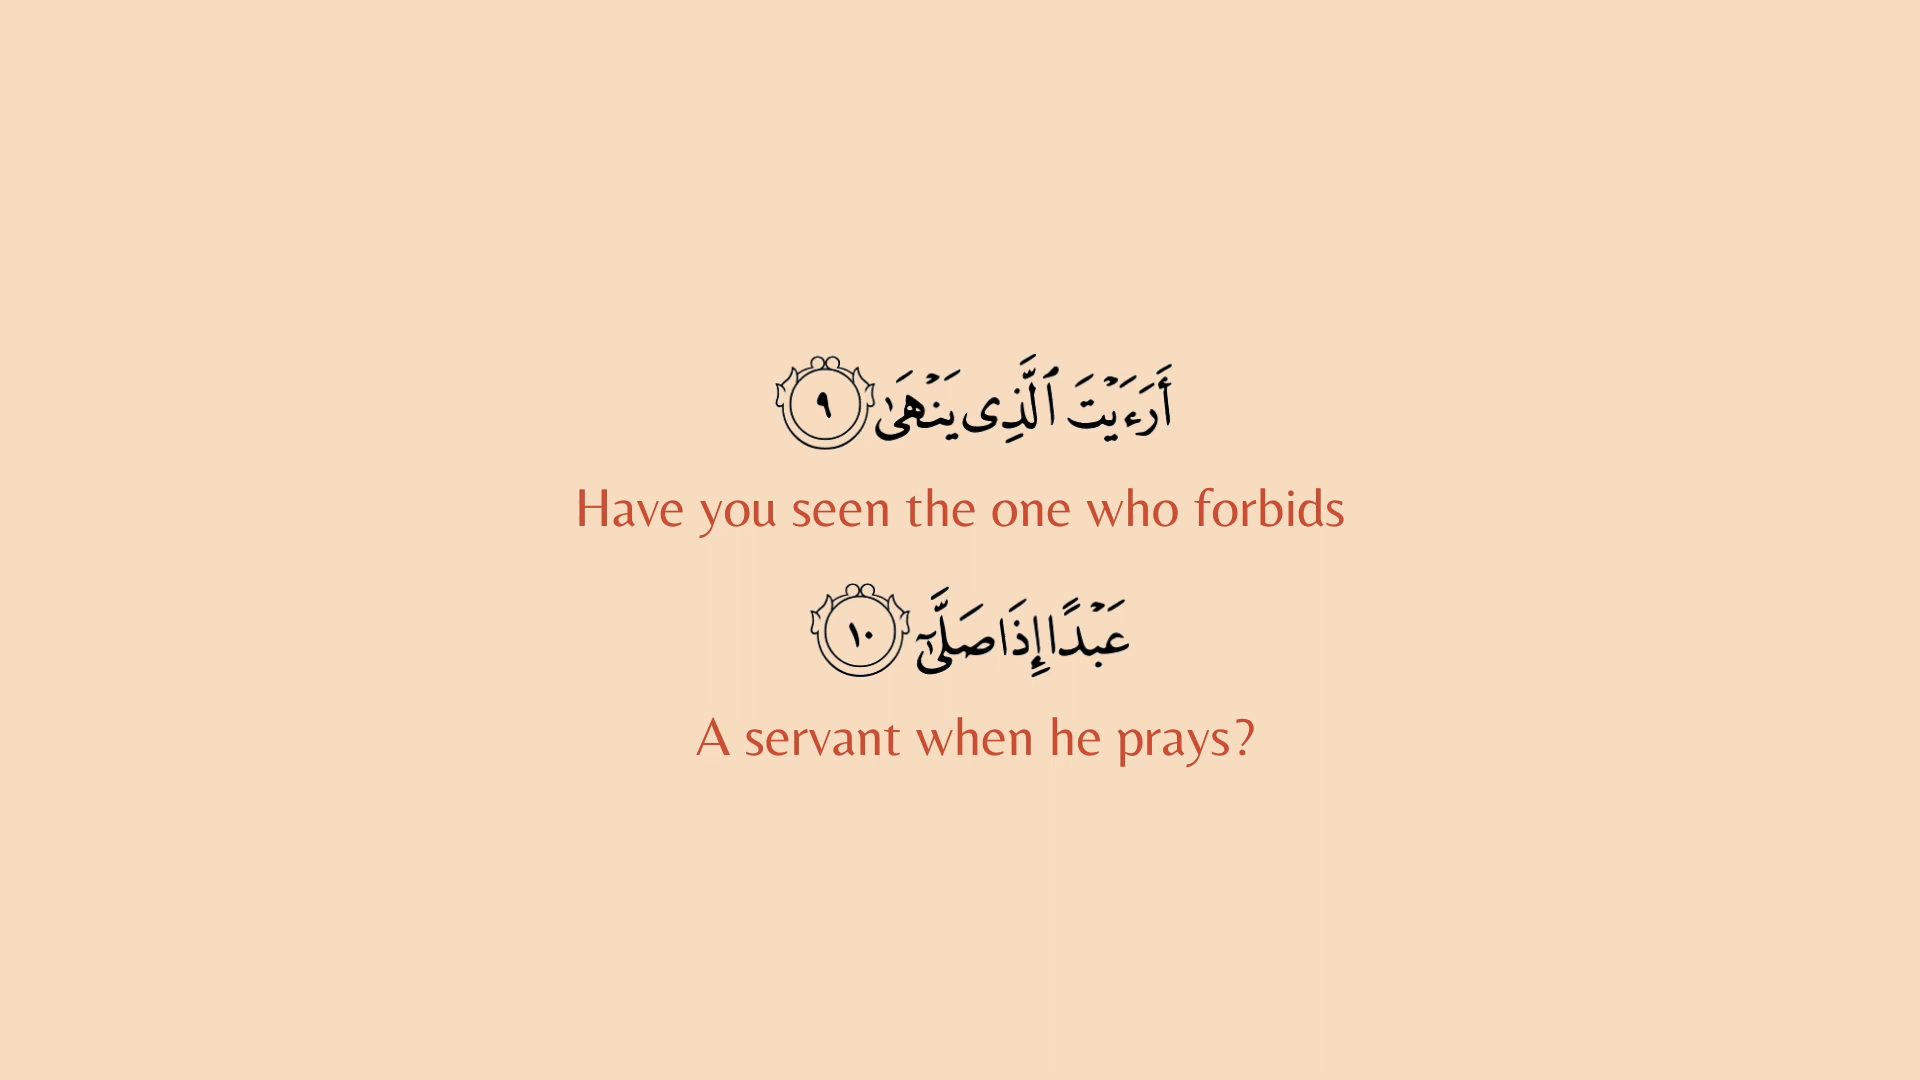 أَرَءَيۡتَ ٱلَّذِى يَنۡهَىٰ ٩
Have you seen the one who forbids
عَبۡدًا إِذَا صَلَّىٰٓ ١٠
A servant when he prays?